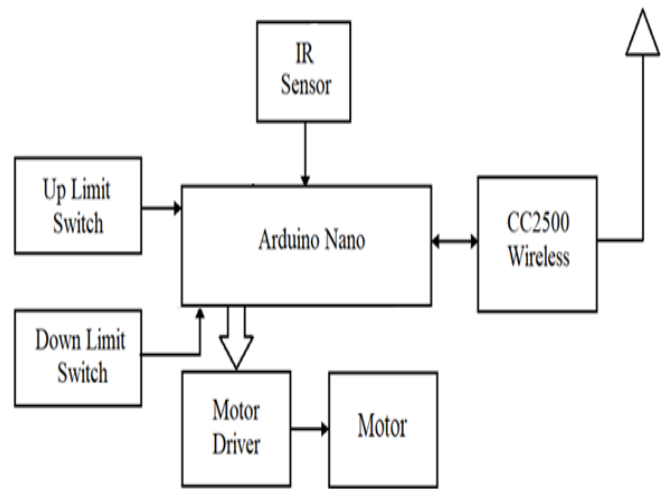 IR
Sensor
Up Limit
Switch
Arduino Nano
CC2500
Wireless
Down Limit
Switch
Motor
Driver
Motor